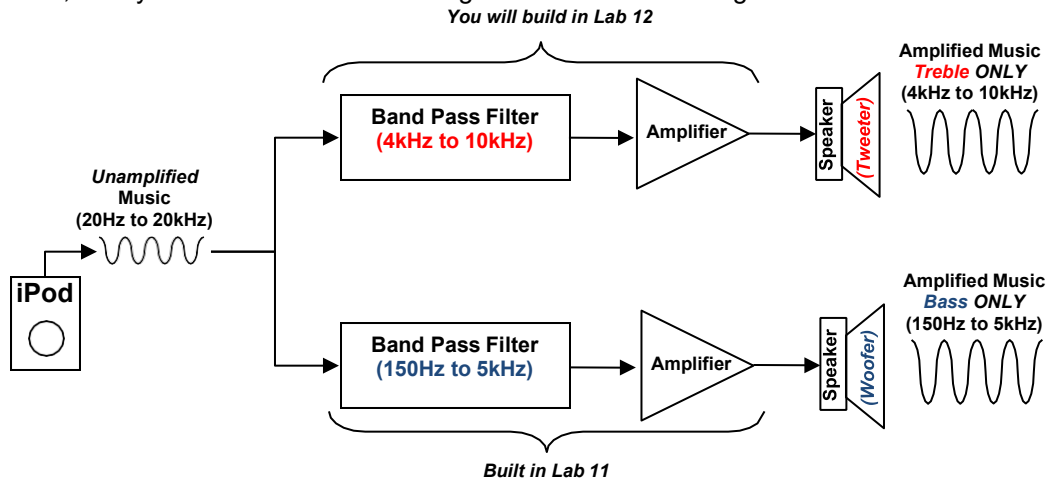 You will build in Lab 12
Amplified Music
Treble ONLY
(4kHz to 10kHz)
Band Pass Filter
(4kHz to 10kHz)
Amplifier
Speaker
(Tweeter)
Unamplified
Music
(20Hz to 20kHz)
iPod
Amplified Music
Bass ONLY
(150Hz to 5kHz)
Band Pass Filter
(150Hz to 5kHz)
Amplifier
Speaker
(Woofer)
Built in Lab 11